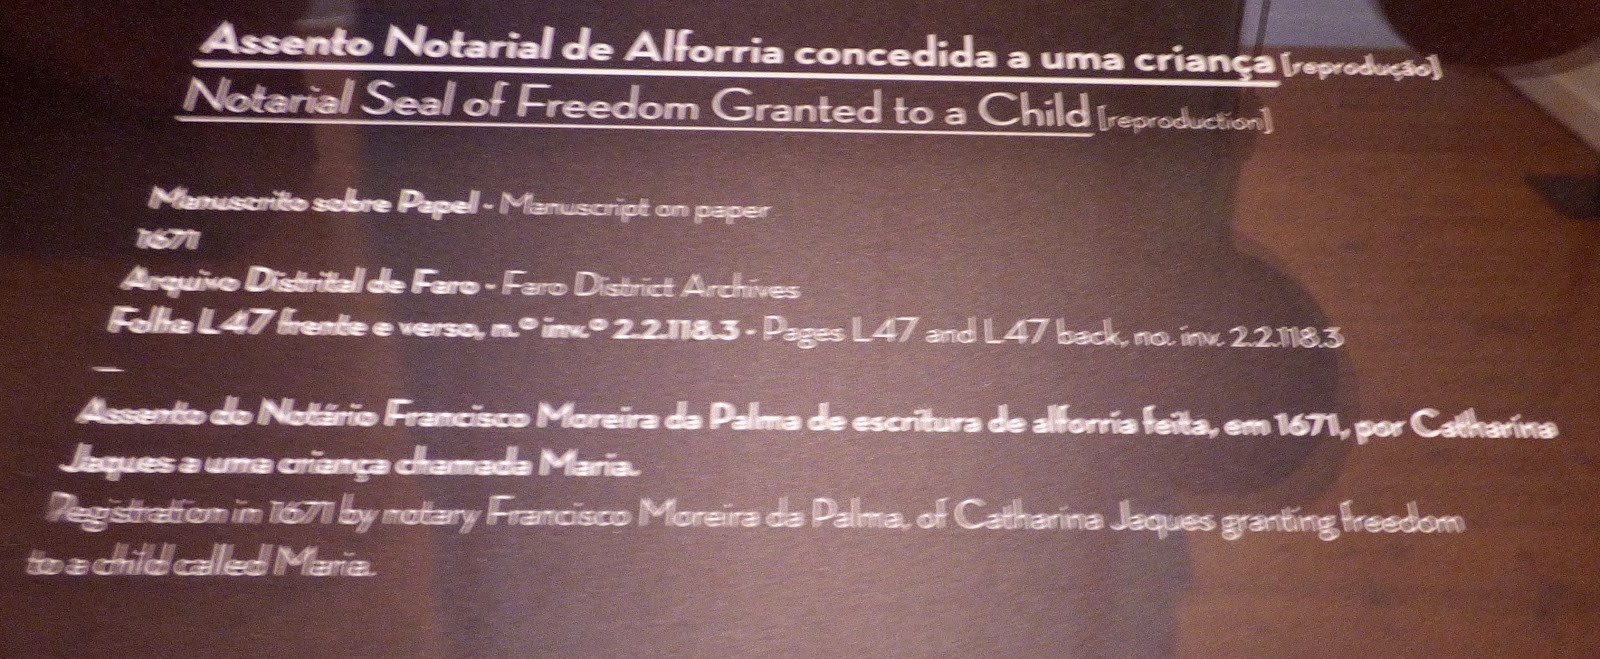 Assento Notarial de Alforria concedida a uma criança [reprodução]
Notarial Seal of Freedom Granted to a Child [reproduction]
Manuscrito sobre Papel - Manuscript on paper
1671
Arquivo Distrital de Faro - Faro District Archives
Folha L47 frente e verso, n.º inv.º 2.2.118.3 - Pages L47 and L47 back, no. inv. 2.2.118.3
—
Assento do Notário Francisco Moreira da Palma de escritura de alforria feita, em 1671, por Catharina
Jaques a uma criança chamada Maria.
Registration in 1671 by notary Francisco Moreira da Palma, of Catharina Jaques granting freedom
to a child called Maria.